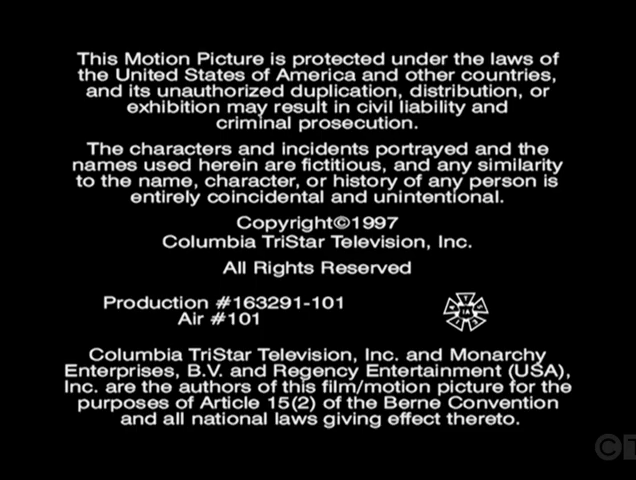 This Motion Picture is protected under the laws of
the United States of America and other countries,
and its unauthorized duplication, distribution, or
exhibition may result in civil liability and
criminal prosecution.
The characters and incidents portrayed and the
names used herein are fictitious, and any similarity
to the name, character, or history of any person is
entirely coincidental and unintentional.
Copyright©1997
Columbia TriStar Television, Inc.
All Rights Reserved
Production #163291-101
Air #101
Columbia TriStar Television, Inc. and Monarchy
Enterprises, B.V. and Regency Entertainment (USA),
Inc. are the authors of this film/motion picture for the
purposes of Article 15(2) of the Berne Convention
and all national laws giving effect thereto.